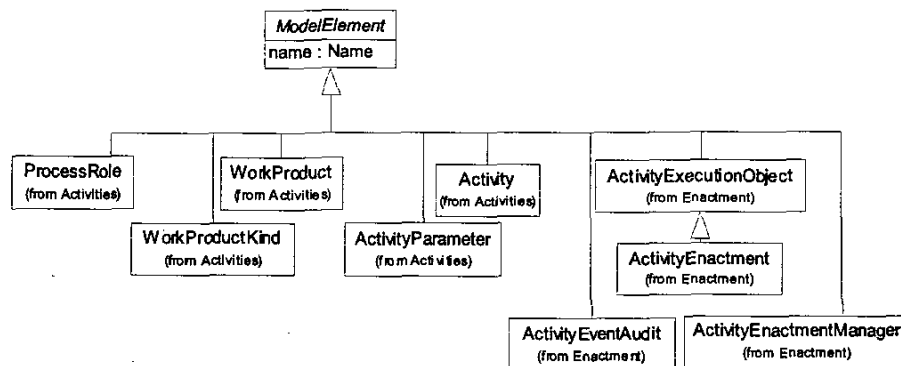 ModelElement
name : Name
ProcessRole
(from Activities)
WorkProduct
(from Activities)
Activity
(from Activities)
ActivityExecutionObject
(from Enactment)
WorkProductKind
(from Activities)
ActivityParameter
(from Activities)
ActivityEnactment
(from Enactment)
ActivityEventAudit
(from Enactment)
ActivityEnactmentManager
(from Enactment)